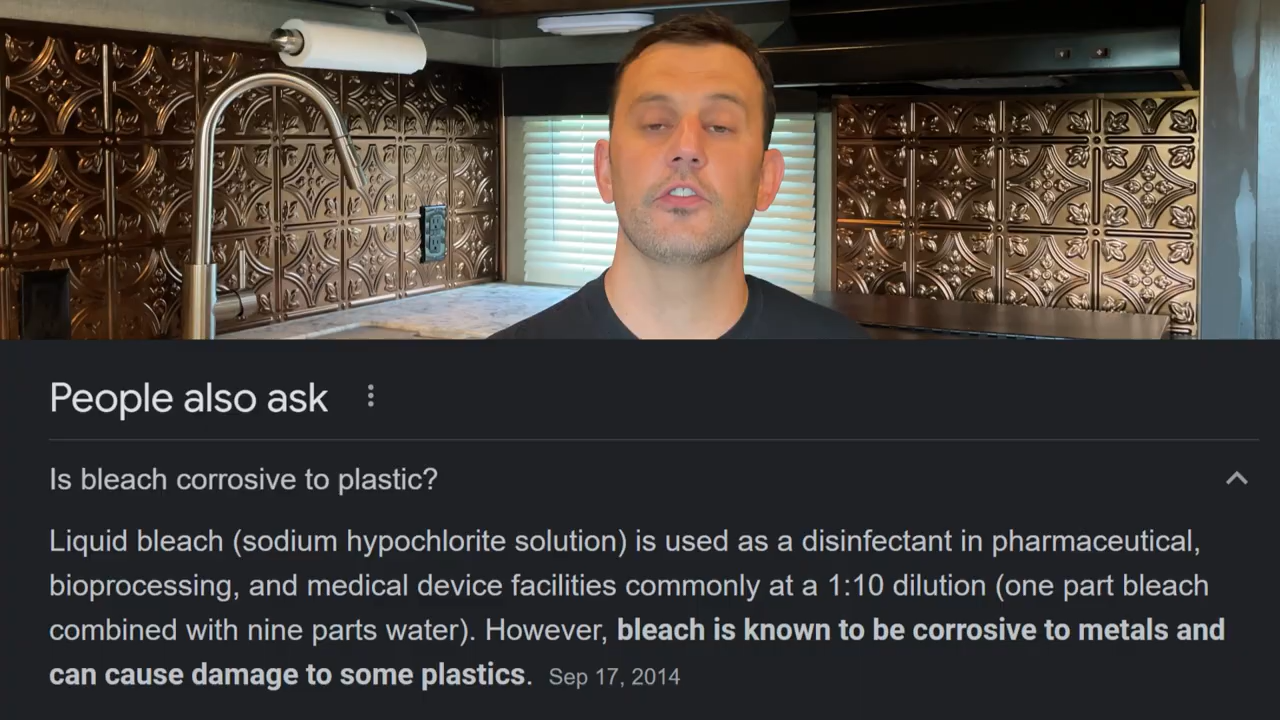 People also ask
Is bleach corrosive to plastic?
Liquid bleach (sodium hypochlorite solution) is used as a disinfectant in pharmaceutical,
bioprocessing, and medical device facilities commonly at a 1:10 dilution (one part bleach
combined with nine parts water). However, bleach is known to be corrosive to metals and
can cause damage to some plastics. Sep 17, 2014